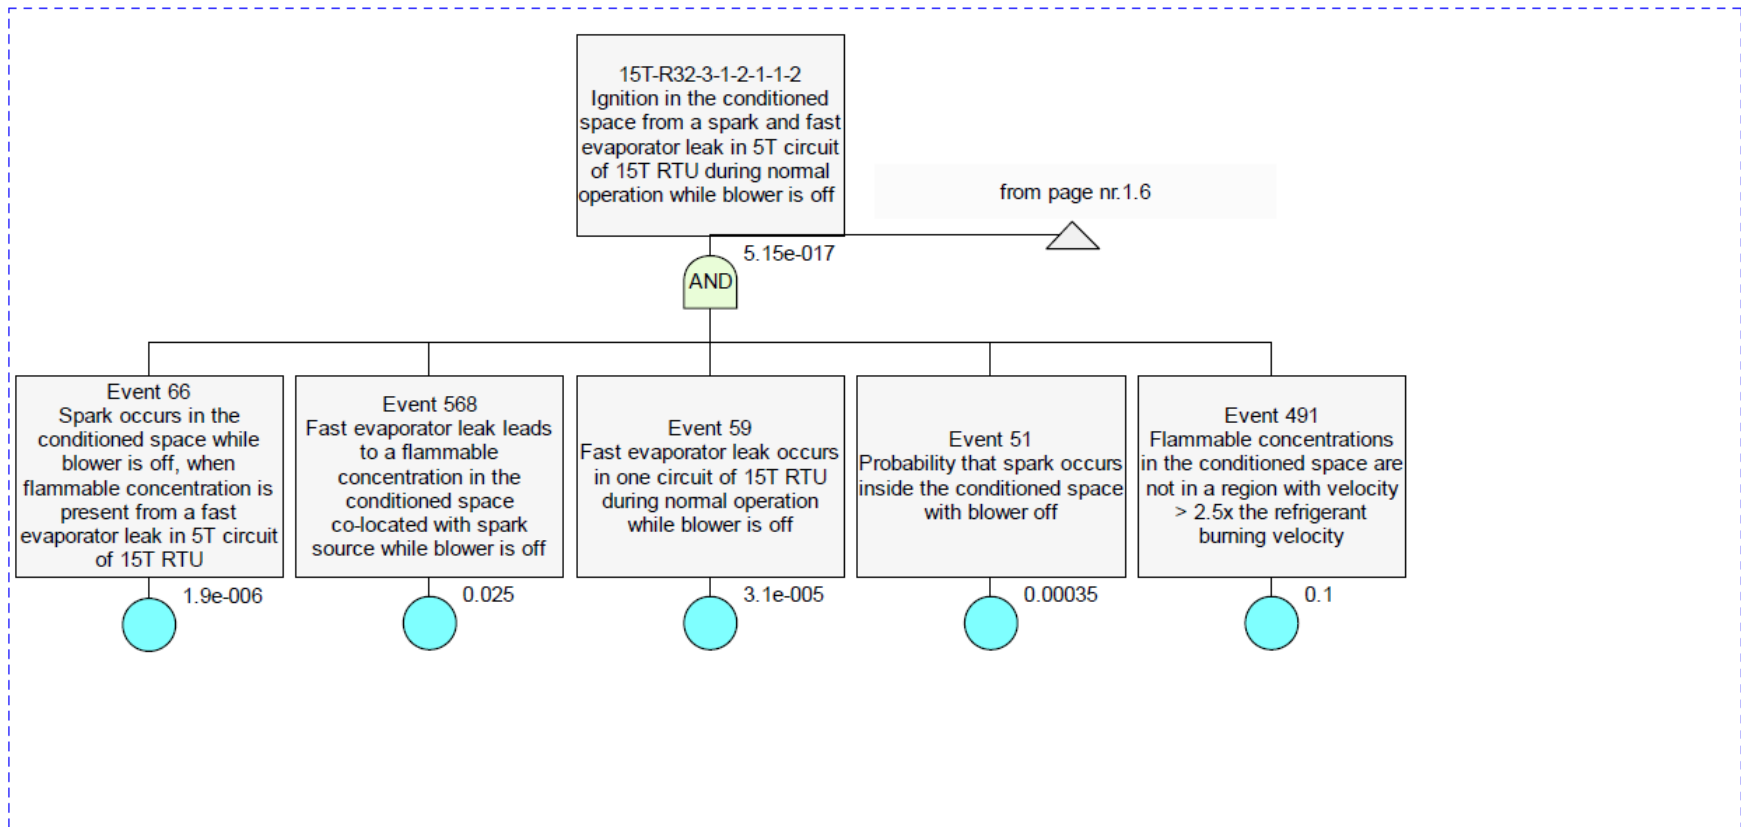 15T-R32-3-1-2-1-1-2
Ignition in the conditioned
space from a spark and fast
evaporator leak in 5T circuit
of 15T RTU during normal
operation while blower is off
from page nr.1.6
5.15e-017
AND
Event 66
Spark occurs in the
conditioned space while
blower is off, when
flammable concentration is
present from a fast
evaporator leak in 5T circuit
of 15T RTU
1.9e-006
Event 568
Fast evaporator leak leads
to a flammable
concentration in the
conditioned space
co-located with spark
source while blower is off
0.025
Event 59
Fast evaporator leak occurs
in one circuit of 15T RTU
during normal operation
while blower is off
3.1e-005
Event 51
Probability that spark occurs
inside the conditioned space
with blower off
0.00035
Event 491
Flammable concentrations
in the conditioned space are
not in a region with velocity
> 2.5x the refrigerant
burning velocity
0.1